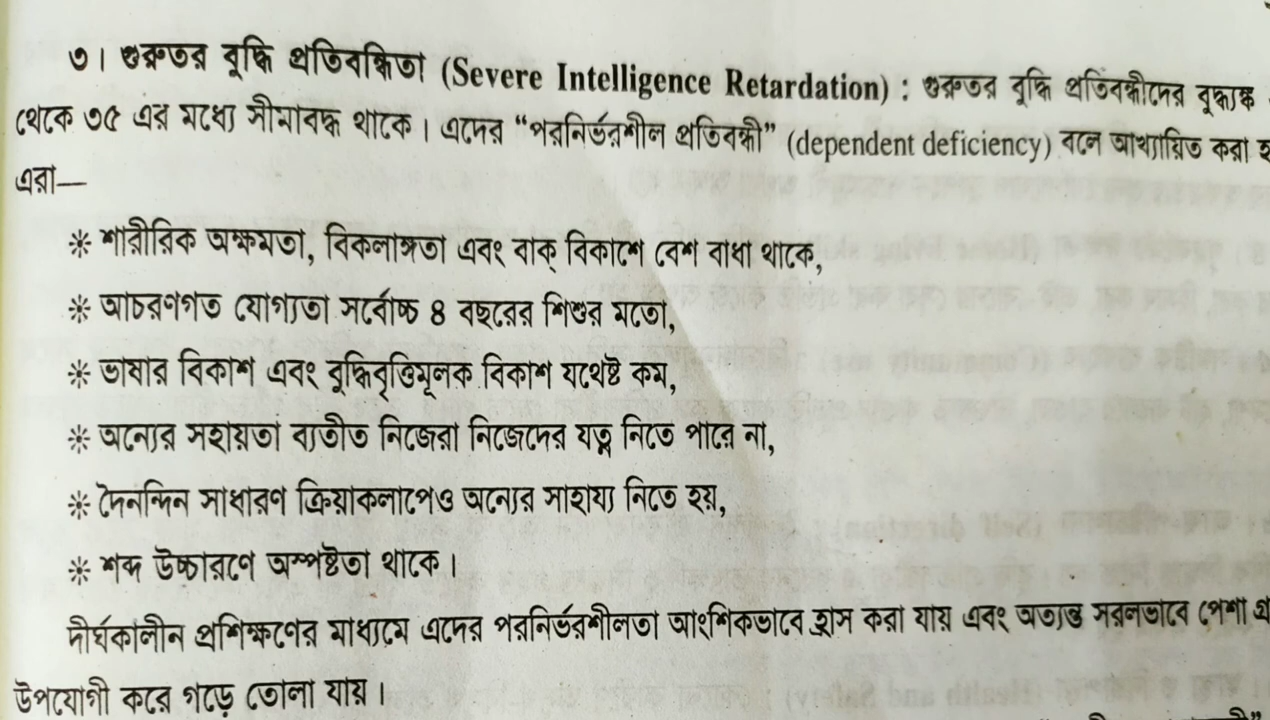 ৩। গুরুতর বুদ্ধি প্রতিবন্ধিতা (Severe Intelligence Retardation) : গুরুতর বুদ্ধি প্রতিবন্ধীদের বুদ্ধ্যঙ্ক
থেকে ৩৫ এর মধ্যে সীমাবদ্ধ থাকে। এদের “পরনির্ভরশীল প্রতিবন্ধী” (dependent deficiency) বলে আখ্যায়িত করা
এরা—
* শারীরিক অক্ষমতা, বিকলাঙ্গতা এবং বাক্ বিকাশে বেশ বাধা থাকে,
* আচরণগত যোগ্যতা সর্বোচ্চ ৪ বছরের শিশুর মতো,
* ভাষার বিকাশ এবং বুদ্ধিবৃত্তিমূলক বিকাশ যথেষ্ট কম,
* অন্যের সহায়তা ব্যতীত নিজেরা নিজেদের যত্ন নিতে পারে না,
* দৈনন্দিন সাধারণ ক্রিয়াকলাপেও অন্যের সাহায্য নিতে হয়,
* শব্দ উচ্চারণে অস্পষ্টতা থাকে।
দীর্ঘকালীন প্রশিক্ষণের মাধ্যমে এদের পরনির্ভরশীলতা আংশিকভাবে হ্রাস করা যায় এবং অত্যন্ত সরলভাবে পেশা
উপযোগী করে গড়ে তোলা যায়।